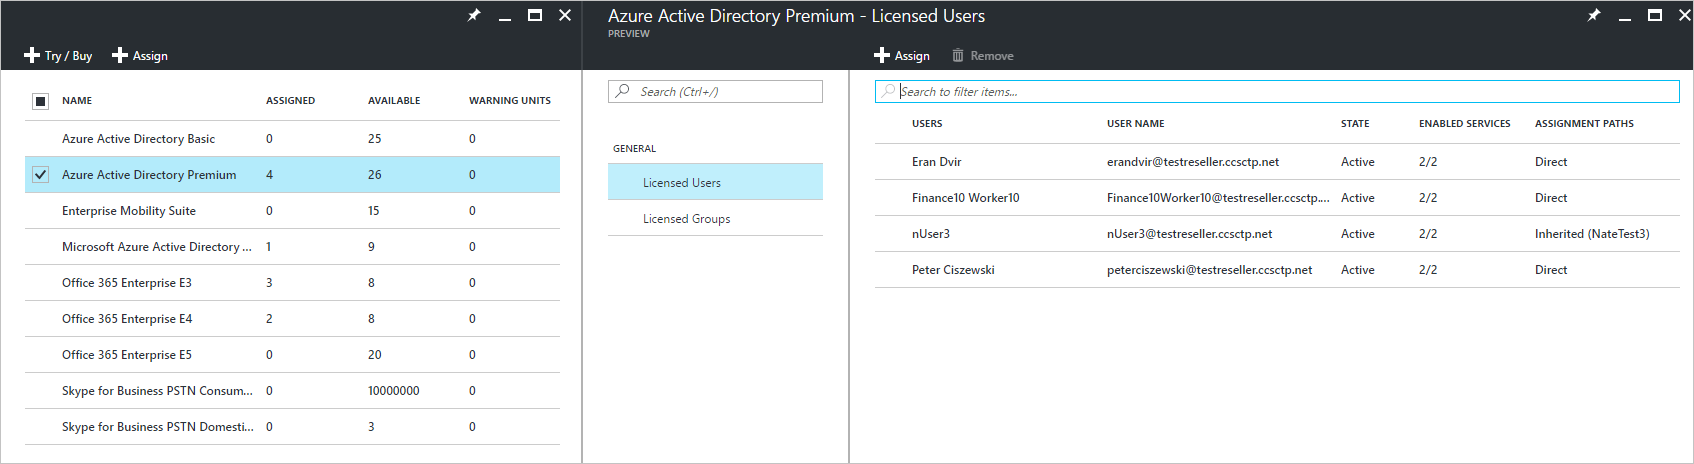 Try / Buy Assign
NAME ASSIGNED AVAILABLE WARNING UNITS
Azure Active Directory Basic 0 25 0
Azure Active Directory Premium 4 26 0
Enterprise Mobility Suite 0 15 0
Microsoft Azure Active Directory ... 1 9 0
Office 365 Enterprise E3 3 8 0
Office 365 Enterprise E4 2 8 0
Office 365 Enterprise E5 0 20 0
Skype for Business PSTN Consum... 0 10000000 0
Skype for Business PSTN Domesti... 0 3 0
Azure Active Directory Premium - Licensed Users
PREVIEW
Search (Ctrl+/)
GENERAL
Licensed Users
Licensed Groups
Assign Remove
Search to filter items...
USERS USER NAME STATE ENABLED SERVICES ASSIGNMENT PATHS
Eran Dvir erandvir@testreseller.ccsctp.net Active 2/2 Direct
Finance10 Worker10 Finance10Worker10@testreseller.ccsctp.... Active 2/2 Direct
nUser3 nUser3@testreseller.ccsctp.net Active 2/2 Inherited (NateTest3)
Peter Ciszewski peterciszewski@testreseller.ccsctp.net Active 2/2 Direct